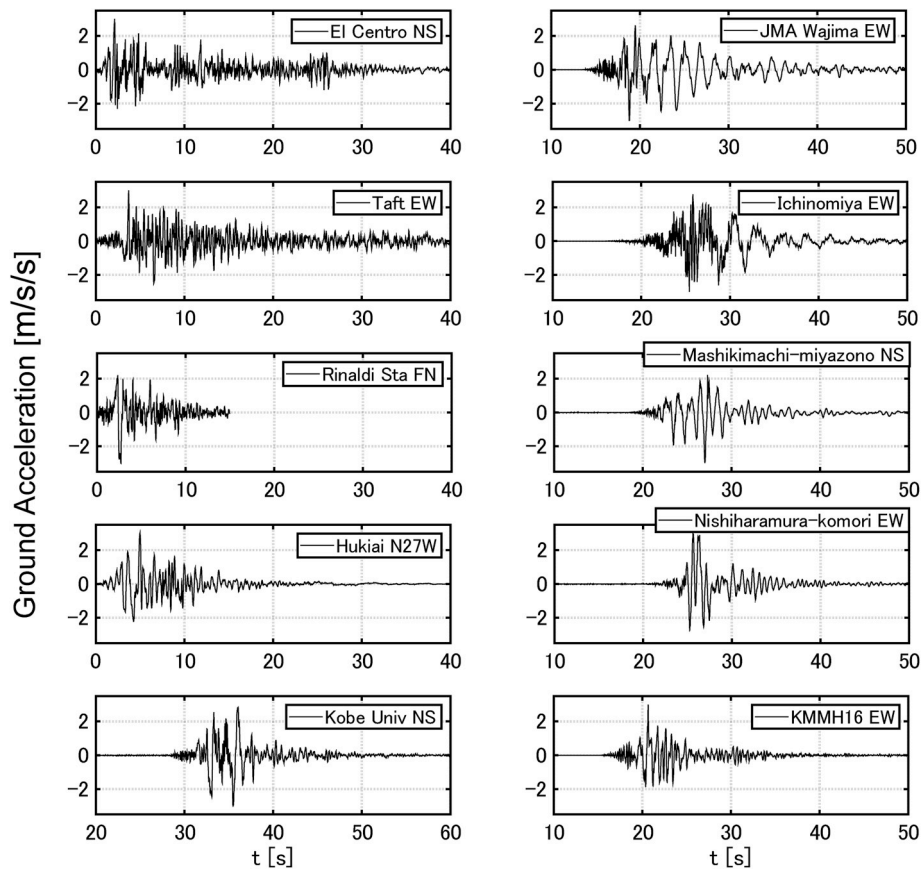 Ground Acceleration [m/s/s]
El Centro NS
2
0
−2
0 10 20 30 40
JMA Wajima EW
2
0
−2
10 20 30 40 50
Taft EW
2
0
−2
0 10 20 30 40
Ichinomiya EW
2
0
−2
10 20 30 40 50
Rinaldi Sta FN
2
0
−2
0 10 20 30 40
Mashikimachi−miyazono NS
2
0
−2
10 20 30 40 50
Hukiai N27W
2
0
−2
0 10 20 30 40
Nishiharamura−komori EW
2
0
−2
10 20 30 40 50
Kobe Univ NS
2
0
−2
20 30 40 50 60
t [s]
KMMH16 EW
2
0
−2
10 20 30 40 50
t [s]